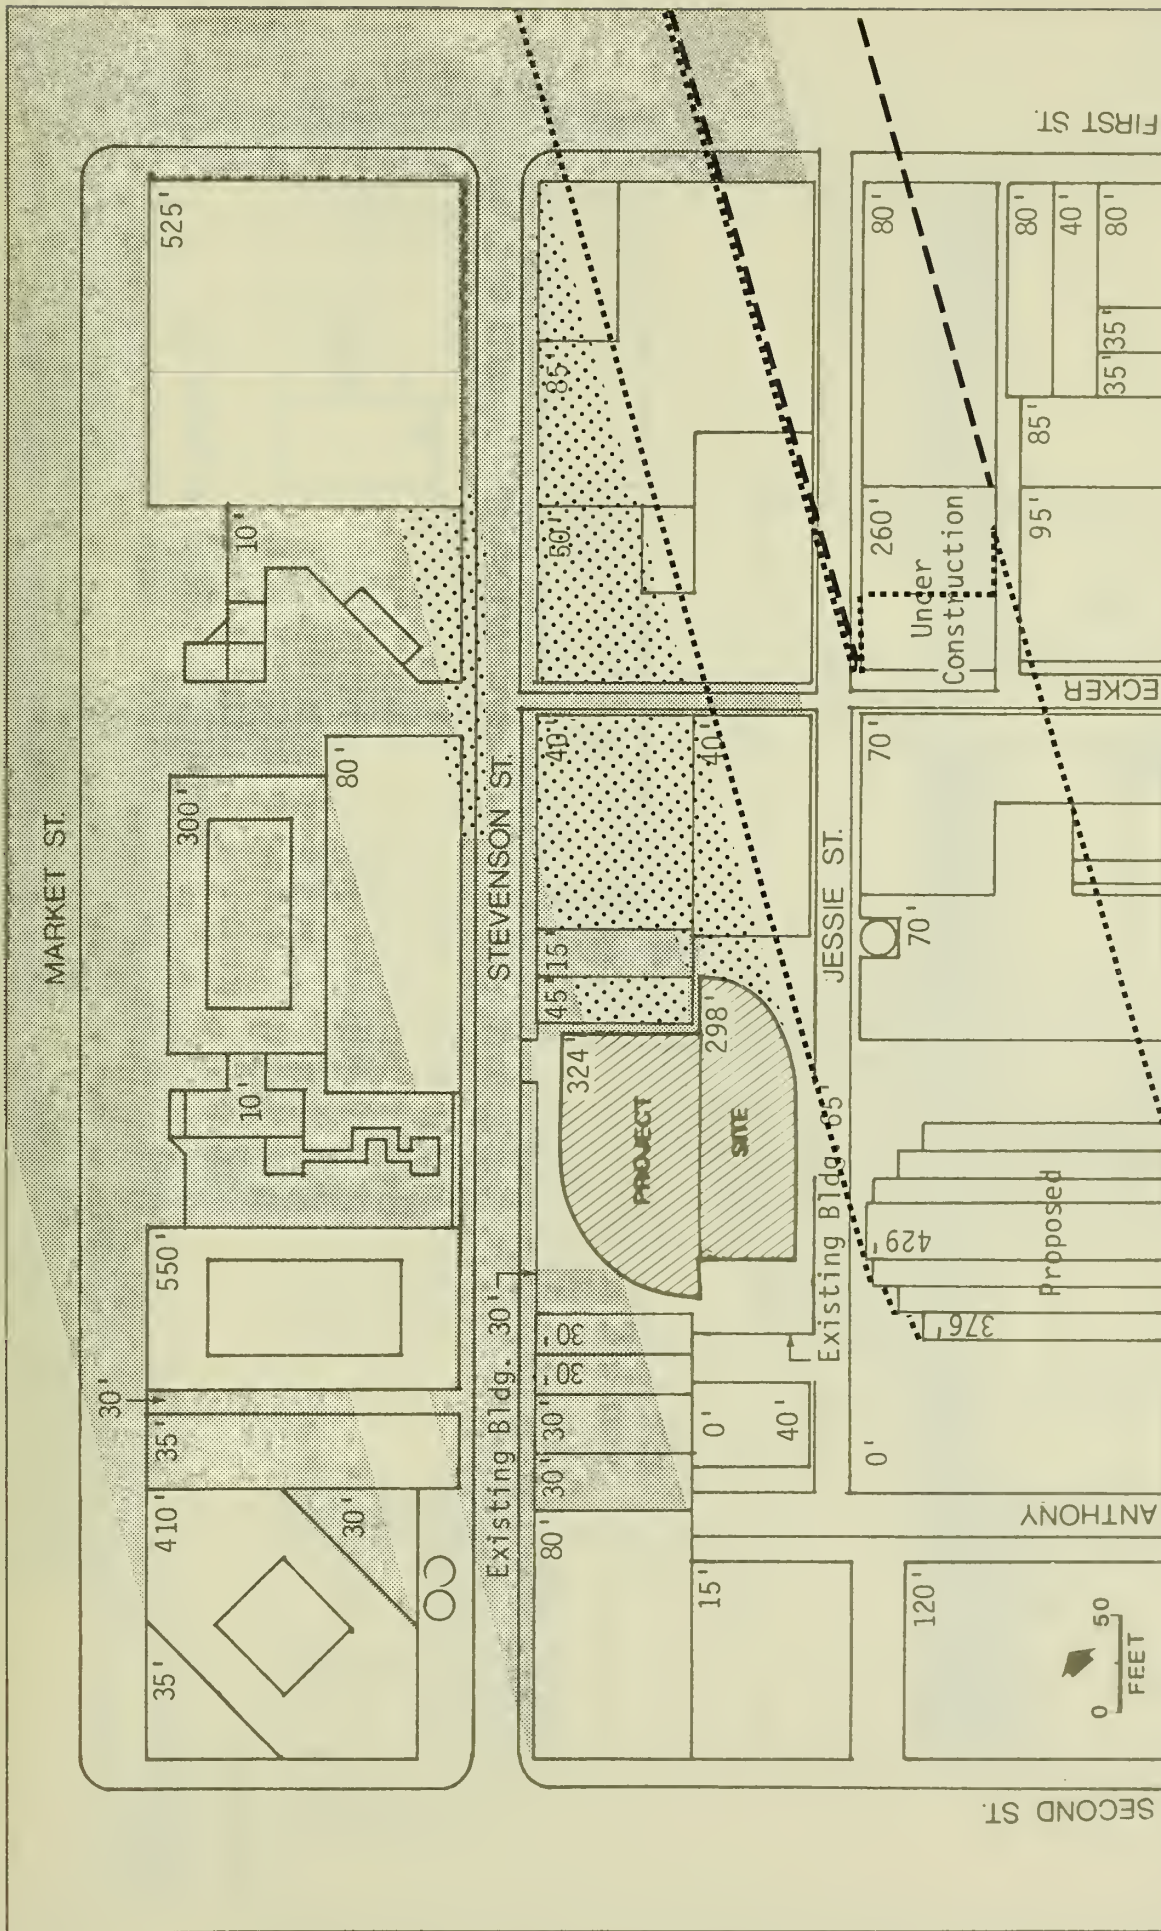 MARKET ST.
525'
10'
300'
80'
10'
550'
30'
35'
410'
30'
35'
STEVENSON ST.
85'
60'
40'
40'
15'
45'
324'
298'
PROJECT
SITE
Existing Bldg. 30'
30'
30'
30'
30'
80'
0'
40'
15'
JESSIE ST.
Existing Bldg. 65'
FIRST ST.
80'
80'
40'
80'
35'
35'
85'
95'
260'
Under
Construction
ECKER
70'
70'
429'
376'
Proposed
0'
ANTHONY
120'
0 50
FEET
SECOND ST.